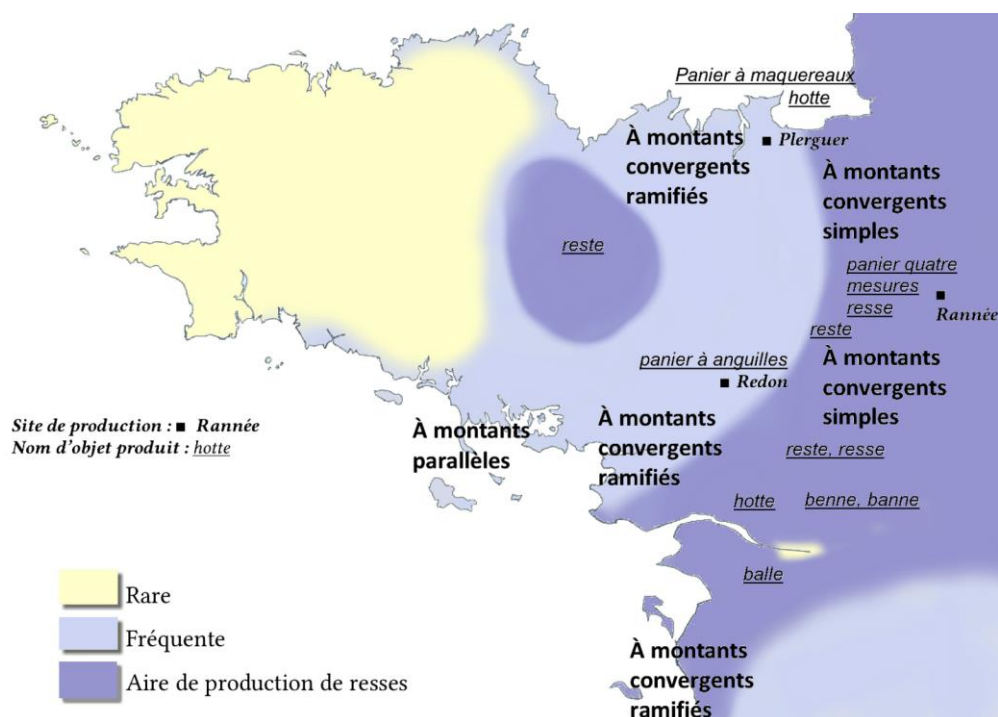 Panier à maquereaux
hotte
À montants
convergents
ramifiés
■ Plerguer
À montants
convergents
simples
reste
panier quatre
mesures
resse
■
Rannée
reste
panier à anguilles
■ Redon
À montants
convergents
simples
Site de production : ■ Rannée
Nom d'objet produit : hotte
À montants
parallèles
À montants
convergents
ramifiés
reste, resse
hotte
benne, banne
balle
Rare
Fréquente
Aire de production de resses
À montants
convergents
ramifiés